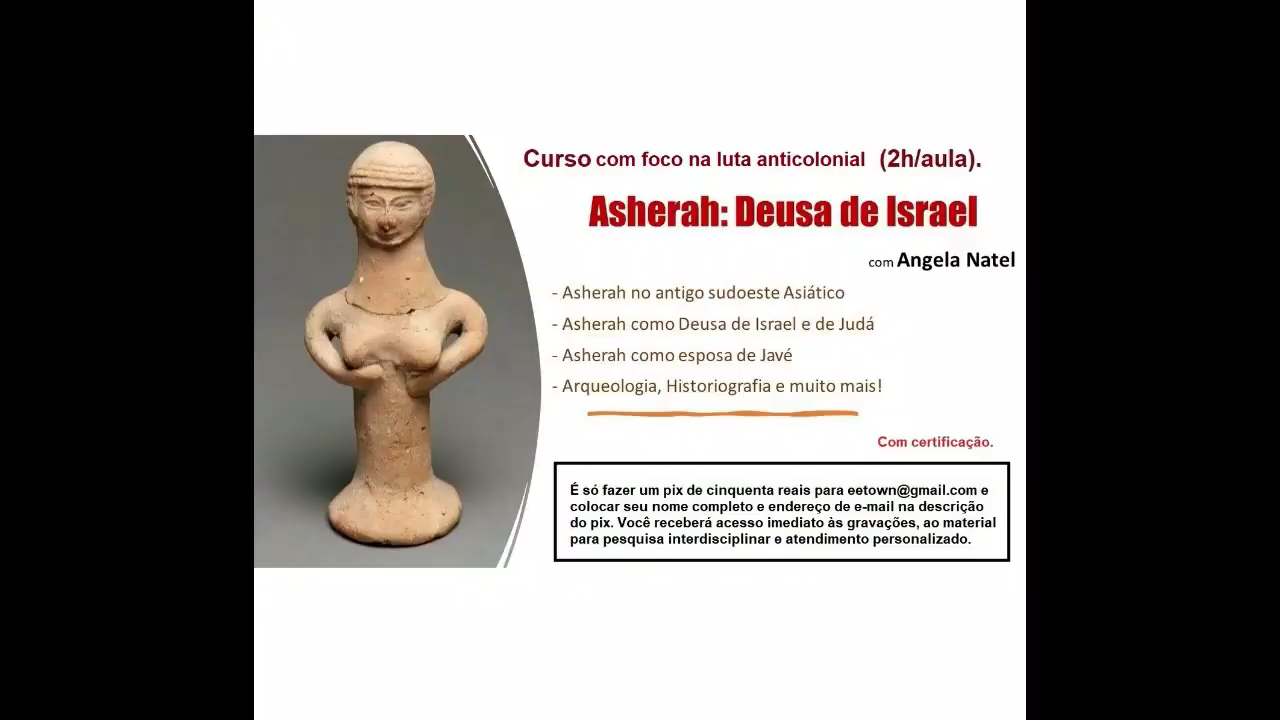 Curso com foco na luta anticolonial (2h/aula).
Asherah: Deusa de Israel
com Angela Natel
- Asherah no antigo sudoeste Asiático
- Asherah como Deusa de Israel e de Judá
- Asherah como esposa de Javé
- Arqueologia, Historiografia e muito mais!
Com certificação.
É só fazer um pix de cinquenta reais para eetown@gmail.com e
colocar seu nome completo e endereço de e-mail na descrição
do pix. Você receberá acesso imediato às gravações, ao material
para pesquisa interdisciplinar e atendimento personalizado.